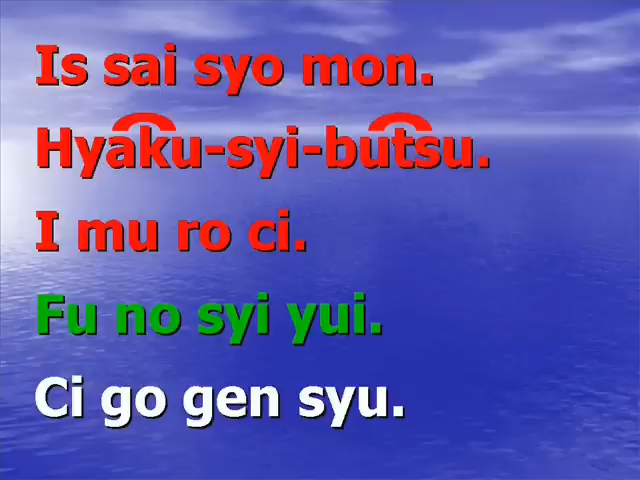 Is sai syo mon.
Hyaku-syi-butsu.
I mu ro ci.
Fu no syi yui.
Ci go gen syu.